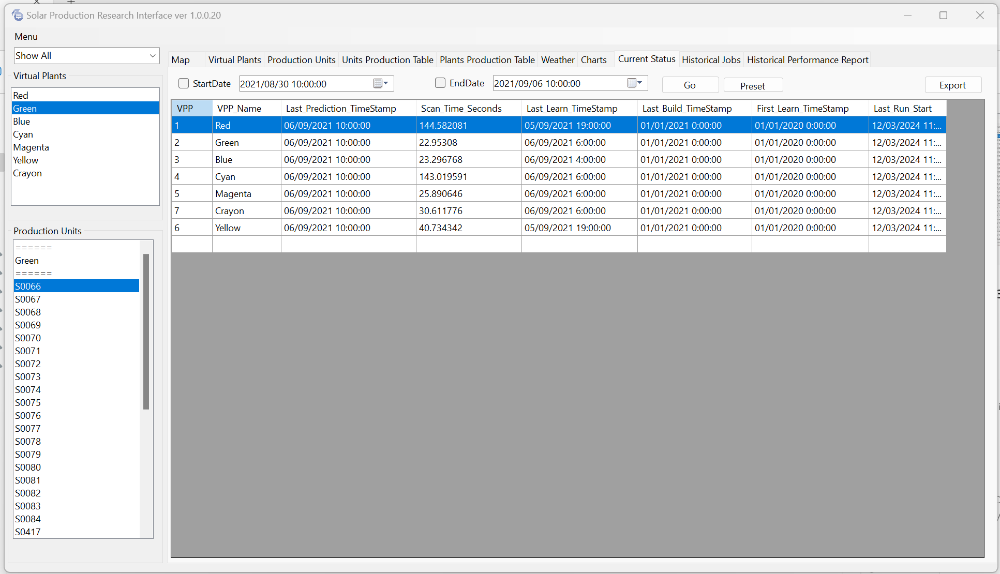 Solar Production Research Interface ver 1.0.0.20
Menu
Show All
Map Virtual Plants Production Units Units Production Table Plants Production Table Weather Charts Current Status Historical Jobs Historical Performance Report
Virtual Plants
Red
Green
Blue
Cyan
Magenta
Yellow
Crayon
Production Units
======
Green
======
S0066
S0067
S0068
S0069
S0070
S0071
S0072
S0073
S0074
S0075
S0076
S0077
S0078
S0079
S0080
S0081
S0082
S0083
S0084
S0417
StartDate 2021/08/30 10:00:00 EndDate 2021/09/06 10:00:00 Go Preset Export
VPP VPP_Name Last_Prediction_TimeStamp Scan_Time_Seconds Last_Learn_TimeStamp Last_Build_TimeStamp First_Learn_TimeStamp Last_Run_Start
1 Red 06/09/2021 10:00:00 144.582081 05/09/2021 19:00:00 01/01/2021 0:00:00 01/01/2020 0:00:00 12/03/2024 11:...
2 Green 06/09/2021 10:00:00 22.95308 06/09/2021 6:00:00 01/01/2021 0:00:00 01/01/2020 0:00:00 12/03/2024 11:...
3 Blue 06/09/2021 10:00:00 23.296768 06/09/2021 4:00:00 01/01/2021 0:00:00 01/01/2020 0:00:00 12/03/2024 11:...
4 Cyan 06/09/2021 10:00:00 143.019591 06/09/2021 6:00:00 01/01/2021 0:00:00 01/01/2020 0:00:00 12/03/2024 11:...
5 Magenta 06/09/2021 10:00:00 25.890646 06/09/2021 6:00:00 01/01/2021 0:00:00 01/01/2020 0:00:00 12/03/2024 11:...
7 Crayon 06/09/2021 10:00:00 30.611776 06/09/2021 6:00:00 01/01/2021 0:00:00 01/01/2020 0:00:00 12/03/2024 11:...
6 Yellow 06/09/2021 10:00:00 40.734342 05/09/2021 19:00:00 01/01/2021 0:00:00 01/01/2020 0:00:00 12/03/2024 11:...